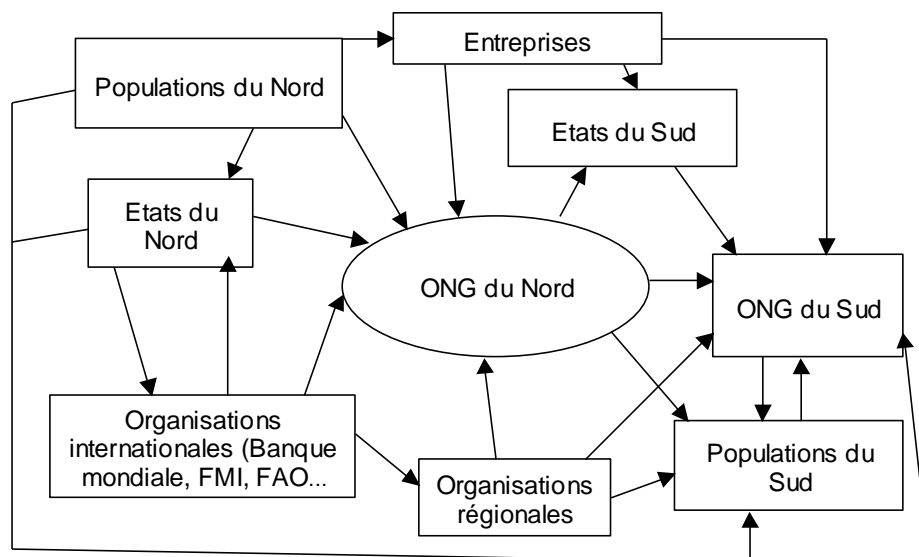 Entreprises
Populations du Nord
Etats du Sud
Etats du
Nord
ONG du Nord
ONG du Sud
Organisations
internationales (Banque
mondiale, FMI, FAO...
Populations du
Sud
Organisations
régionales